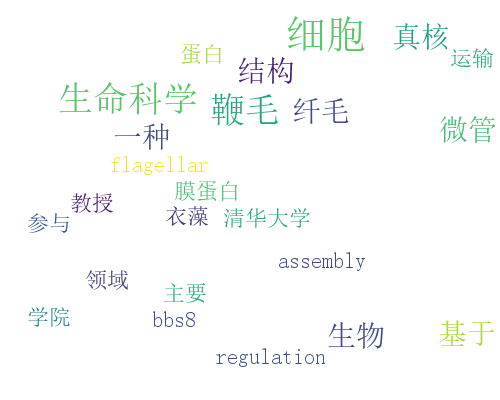 细胞
真核
蛋白
运输
结构
生命科学
鞭毛
纤毛
微管
一种
flagellar
膜蛋白
教授
衣藻
清华大学
参与
assembly
领域
主要
学院
bbs8
生物
基于
regulation